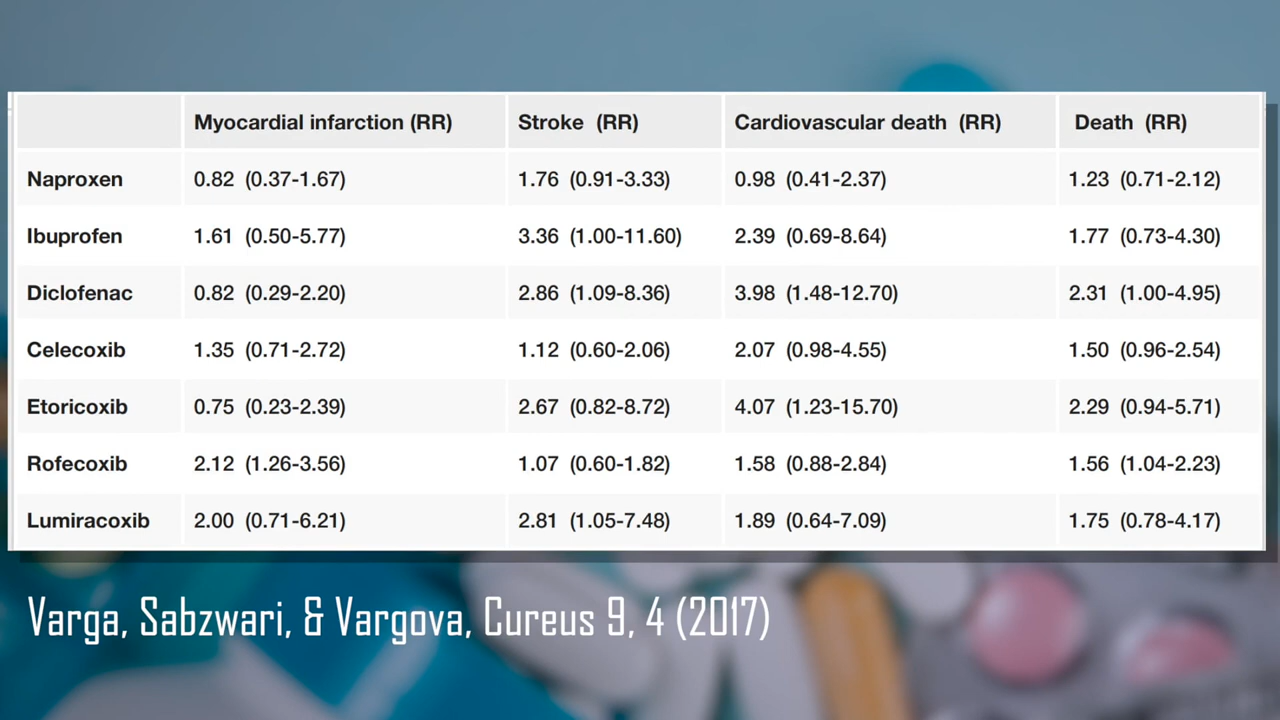 Myocardial infarction (RR) Stroke (RR) Cardiovascular death (RR) Death (RR)
Naproxen 0.82 (0.37-1.67) 1.76 (0.91-3.33) 0.98 (0.41-2.37) 1.23 (0.71-2.12)
Ibuprofen 1.61 (0.50-5.77) 3.36 (1.00-11.60) 2.39 (0.69-8.64) 1.77 (0.73-4.30)
Diclofenac 0.82 (0.29-2.20) 2.86 (1.09-8.36) 3.98 (1.48-12.70) 2.31 (1.00-4.95)
Celecoxib 1.35 (0.71-2.72) 1.12 (0.60-2.06) 2.07 (0.98-4.55) 1.50 (0.96-2.54)
Etoricoxib 0.75 (0.23-2.39) 2.67 (0.82-8.72) 4.07 (1.23-15.70) 2.29 (0.94-5.71)
Rofecoxib 2.12 (1.26-3.56) 1.07 (0.60-1.82) 1.58 (0.88-2.84) 1.56 (1.04-2.23)
Lumiracoxib 2.00 (0.71-6.21) 2.81 (1.05-7.48) 1.89 (0.64-7.09) 1.75 (0.78-4.17)
Varga, Sabzwari, & Vargova, Cureus 9, 4 (2017)